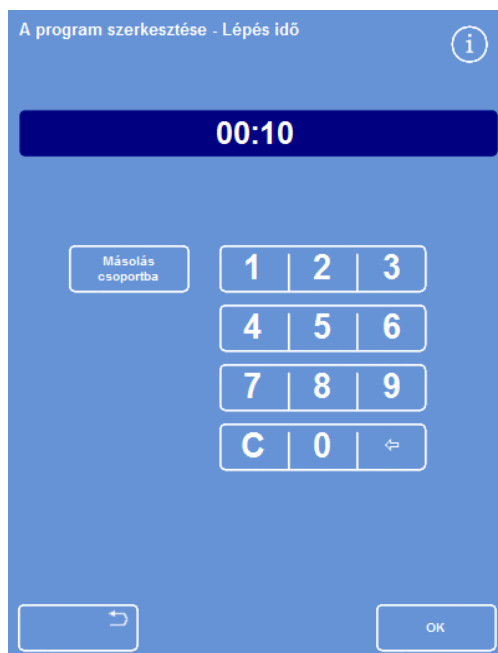 A program szerkesztése - Lépés idő
i
00:10
Másolás
csoportba
1 2 3
4 5 6
7 8 9
C 0
OK